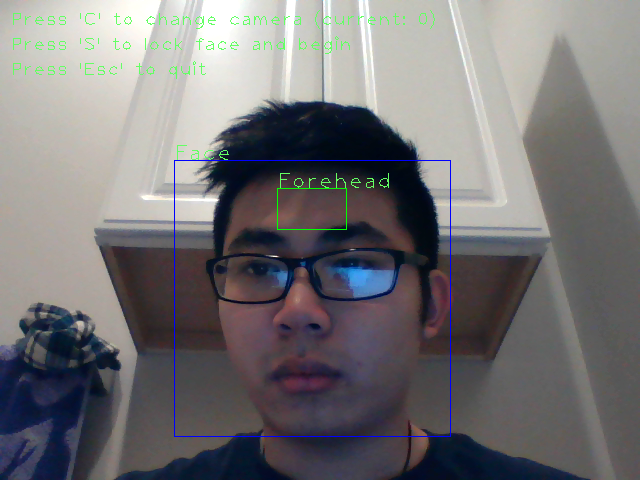 Press 'C' to change camera (current: 0)
Press 'S' to lock face and begin
Press 'Esc' to quit
Face
Forehead